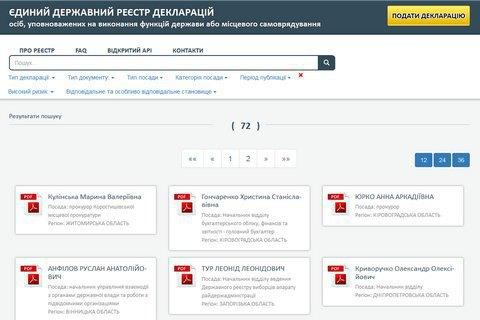 ЄДИНИЙ ДЕРЖАВНИЙ РЕЄСТР ДЕКЛАРАЦІЙ
осіб, уповноважених на виконання функцій держави або місцевого самоврядування
ПОДАТИ ДЕКЛАРАЦІЮ
ПРО РЕЄСТР FAQ ВІДКРИТИЙ АРІ КОНТАКТИ
Пошук...
Тип декларації: Тип документу: Тип посади Категорія посади Період публікації
Високий ризик: Відповідальне та особливо відповідальне становище
Результати пошуку
( 72 )
«« « 1 2 » »»
12 24 36
PDF
Кулінська Марина Валеріївна
Посада: прокурор Коростишівської
місцевої прокуратури
Регіон: ЖИТОМИРСЬКА ОБЛАСТЬ
PDF
Гончаренко Христина Станісла-
вівна
Посада: Начальник відділу
бухгалтерського обліку, фінансів та
звітності - головний бухгалтер
Регіон: КІРОВОГРАДСЬКА ОБЛАСТЬ
PDF
ЮРКО АННА АРКАДІЇВНА
Посада: прокурор
Регіон: КІРОВОГРАДСЬКА ОБЛАСТЬ
PDF
АНФІЛОВ РУСЛАН АНАТОЛІЙО-
ВИЧ
Посада: начальник управління взаємодії
з органами державної влади та роботи з
підвідомчими організаціями
Регіон: ВІННИЦЬКА ОБЛАСТЬ
PDF
ТУР ЛЕОНІД ЛЕОНІДОВИЧ
Посада: Начальник відділу ведення
Державного реєстру виборців апарату
райдержадміністрації
Регіон: ЗАПОРІЗЬКА ОБЛАСТЬ
PDF
Криворучко Олександр Олексі-
йович
Посада: Начальник відділу
Регіон: ДНІПРОПЕТРОВСЬКА ОБЛАСТЬ